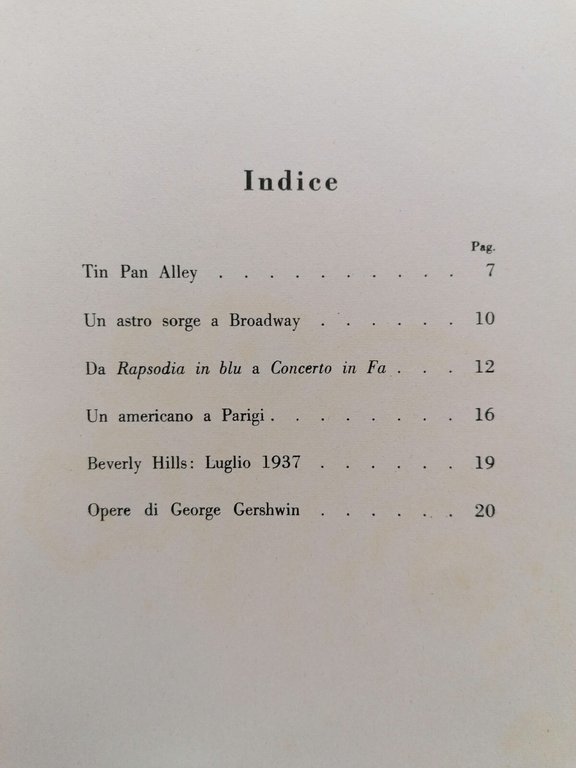 Indice
Pag.
Tin Pan Alley . . . . . . . . . . 7
Un astro sorge a Broadway . . . . . . 10
Da Rapsodia in blu a Concerto in Fa . . . 12
Un americano a Parigi . . . . . . . . 16
Beverly Hills: Luglio 1937 . . . . . . 19
Opere di George Gershwin . . . . . . 20